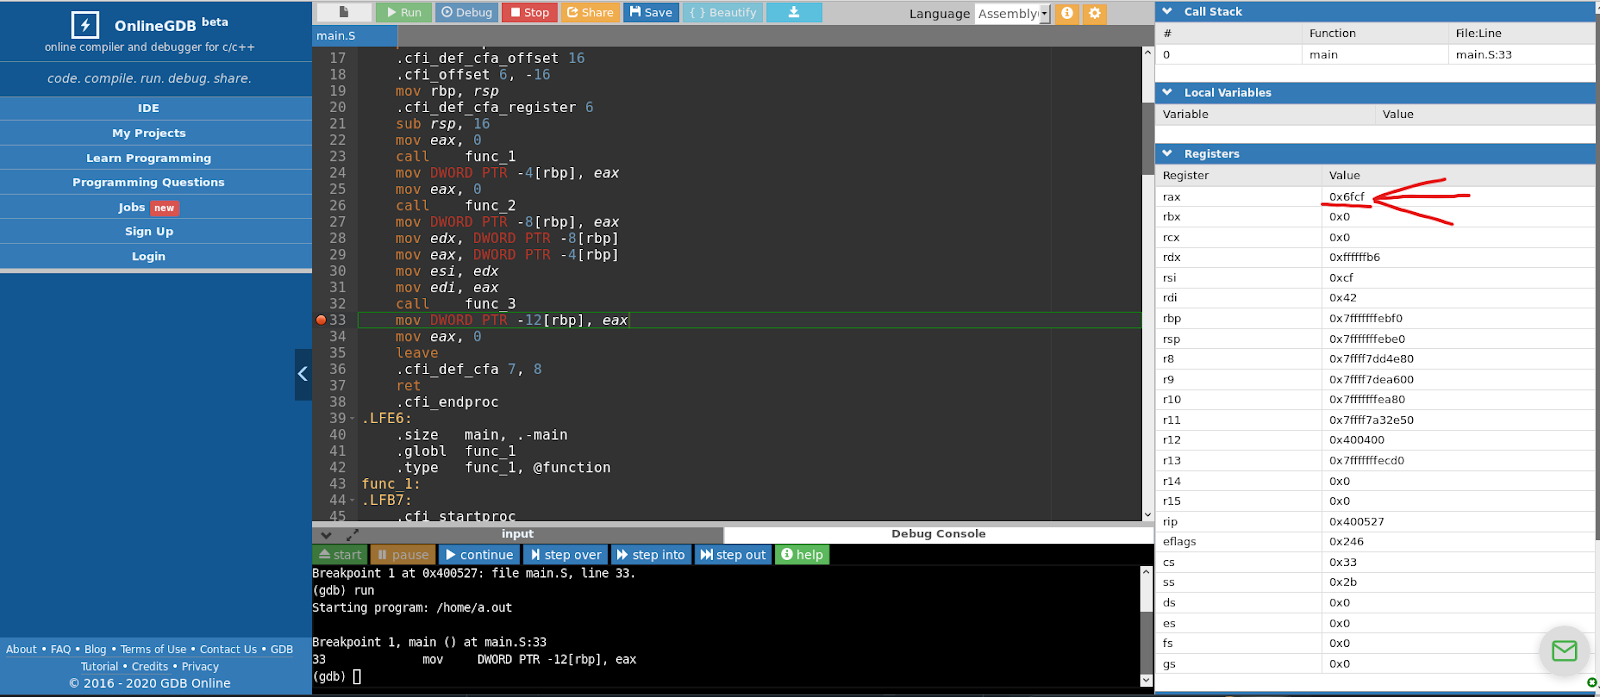 OnlineGDB beta
online compiler and debugger for c/c++
code. compile. run. debug. share.
IDE
My Projects
Learn Programming
Programming Questions
Jobs new
Sign Up
Login
About • FAQ • Blog • Terms of Use • Contact Us • GDB
Tutorial • Credits • Privacy
© 2016 - 2020 GDB Online
Run Debug Stop Share Save { } Beautify Language Assembly
main.S
17 .cfi_def_cfa_offset 16
18 .cfi_offset 6, -16
19 mov rbp, rsp
20 .cfi_def_cfa_register 6
21 sub rsp, 16
22 mov eax, 0
23 call func_1
24 mov DWORD PTR -4[rbp], eax
25 mov eax, 0
26 call func_2
27 mov DWORD PTR -8[rbp], eax
28 mov edx, DWORD PTR -8[rbp]
29 mov eax, DWORD PTR -4[rbp]
30 mov esi, edx
31 mov edi, eax
32 call func_3
33 mov DWORD PTR -12[rbp], eax
34 mov eax, 0
35 leave
36 .cfi_def_cfa 7, 8
37 ret
38 .cfi_endproc
39 .LFE6:
40 .size main, .-main
41 .globl func_1
42 .type func_1, @function
43 func_1:
44 .LFB7:
45 .cfi_startproc
input Debug Console
start pause continue step over step into step out help
Breakpoint 1 at 0x400527: file main.S, line 33.
(gdb) run
Starting program: /home/a.out
Breakpoint 1, main () at main.S:33
33 mov DWORD PTR -12[rbp], eax
(gdb)
Call Stack
# Function File:Line
0 main main.S:33
Local Variables
Variable Value
Registers
Register Value
rax 0x6fcf
rbx 0x0
rcx 0x0
rdx 0xffffffb6
rsi 0xcf
rdi 0x42
rbp 0x7fffffffebf0
rsp 0x7fffffffebe0
r8 0x7ffff7dd4e80
r9 0x7ffff7dea600
r10 0x7fffffffea80
r11 0x7ffff7a32e50
r12 0x400400
r13 0x7fffffffecd0
r14 0x0
r15 0x0
rip 0x400527
eflags 0x246
cs 0x33
ss 0x2b
ds 0x0
es 0x0
fs 0x0
gs 0x0